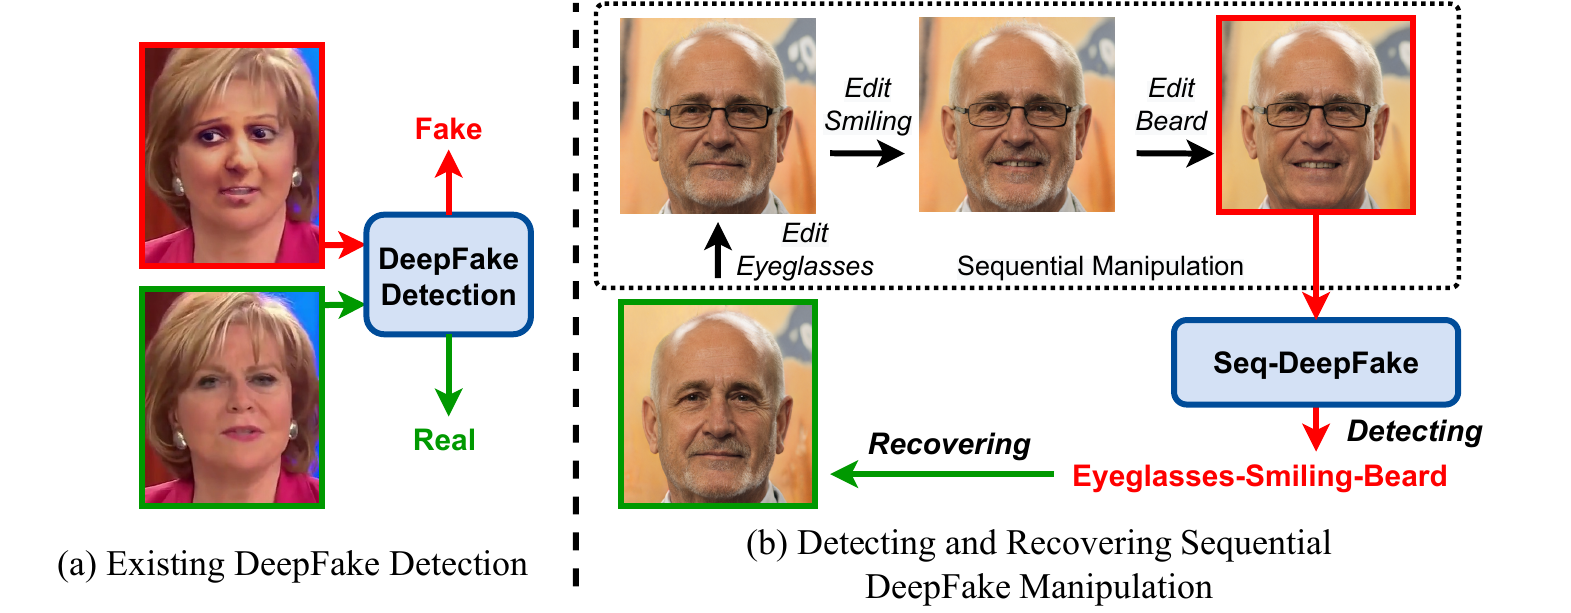 Fake
DeepFake
Detection
Real
(a) Existing DeepFake Detection
Edit
Smiling
Edit
Beard
Edit
Eyeglasses
Sequential Manipulation
Seq-DeepFake
Detecting
Recovering
Eyeglasses-Smiling-Beard
(b) Detecting and Recovering Sequential
DeepFake Manipulation